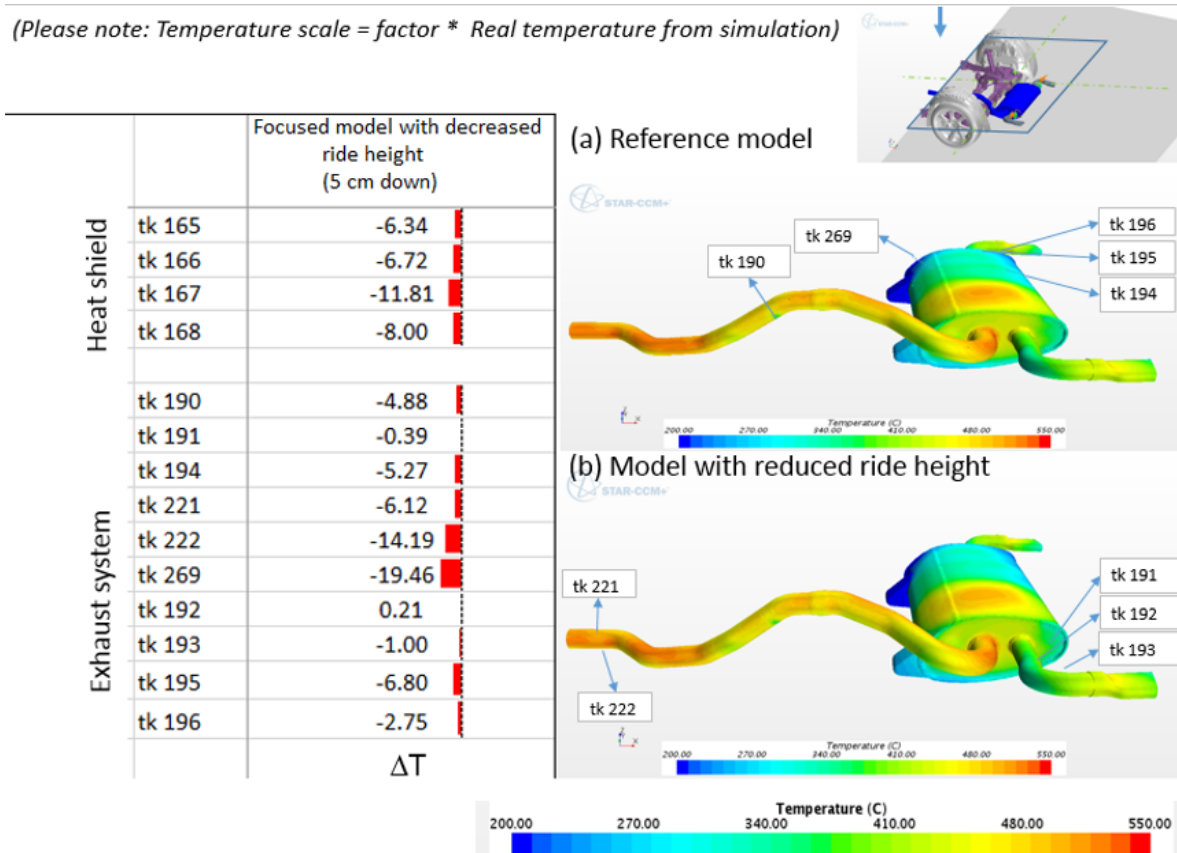 (Please note: Temperature scale = factor * Real temperature from simulation)
Focused model with decreased
ride height
(5 cm down)
Heat shield
tk 165 -6.34
tk 166 -6.72
tk 167 -11.81
tk 168 -8.00
Exhaust system
tk 190 -4.88
tk 191 -0.39
tk 194 -5.27
tk 221 -6.12
tk 222 -14.19
tk 269 -19.46
tk 192 0.21
tk 193 -1.00
tk 195 -6.80
tk 196 -2.75
ΔT
STAR-CCM+
(a) Reference model
STAR-CCM+
tk 190
tk 269
tk 196
tk 195
tk 194
Temperature (C)
200.00 270.00 340.00 410.00 480.00 550.00
(b) Model with reduced ride height
STAR-CCM+
tk 221
tk 222
tk 191
tk 192
tk 193
Temperature (C)
200.00 270.00 340.00 410.00 480.00 550.00
Temperature (C)
200.00 270.00 340.00 410.00 480.00 550.00